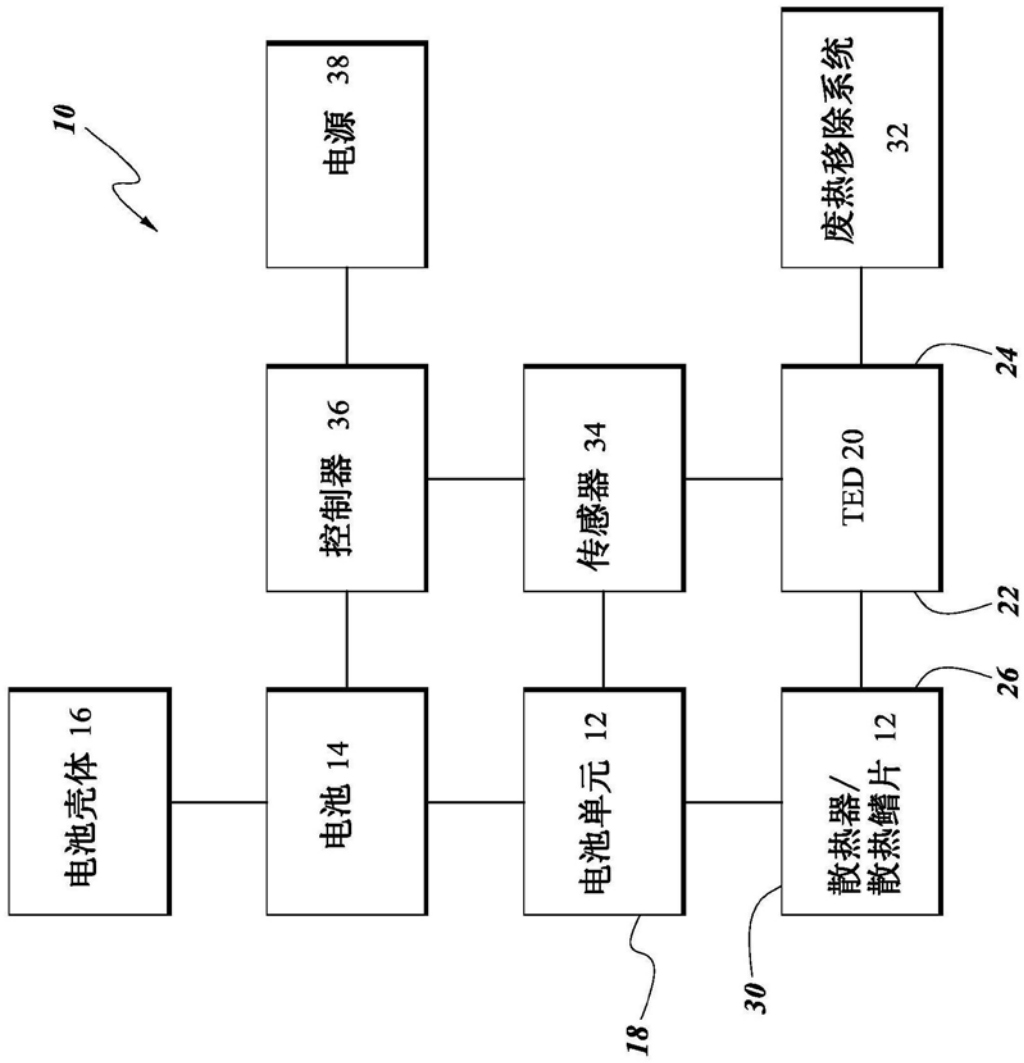 电池壳体 16
10
电池 14
控制器 36
电源 38
电池单元 12
传感器 34
18
30
散热器/
散热鳍片 12
TED 20
废热移除系统
32
26
22
24